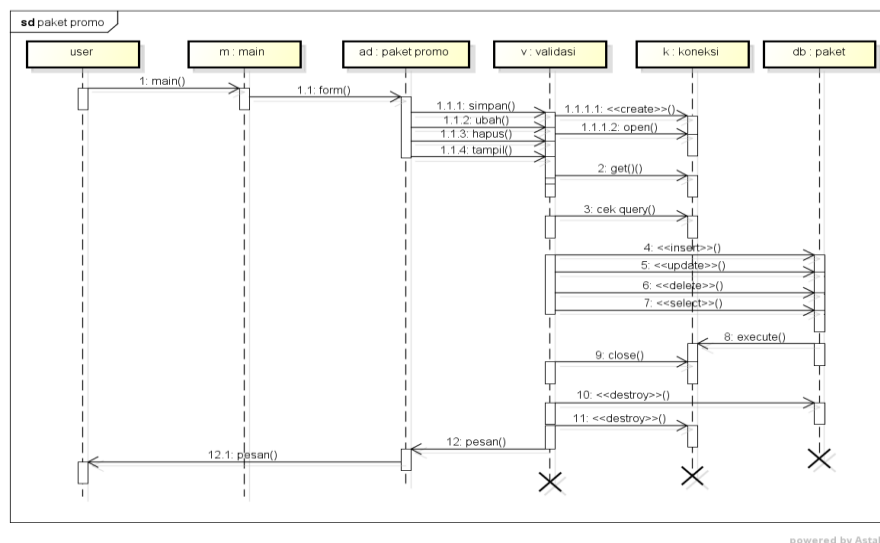 sd paket promo
user
m : main
ad : paket promo
v : validasi
k : koneksi
db : paket
1: main()
1.1: form()
1.1.1: simpan()
1.1.1.1: <<create>>()
1.1.2: ubah()
1.1.1.2: open()
1.1.3: hapus()
1.1.4: tampil()
2: get()()
3: cek query()
4: <<insert>>()
5: <<update>>()
6: <<delete>>()
7: <<select>>()
8: execute()
9: close()
10: <<destroy>>()
11: <<destroy>>()
12: pesan()
12.1: pesan()
powered by Astah